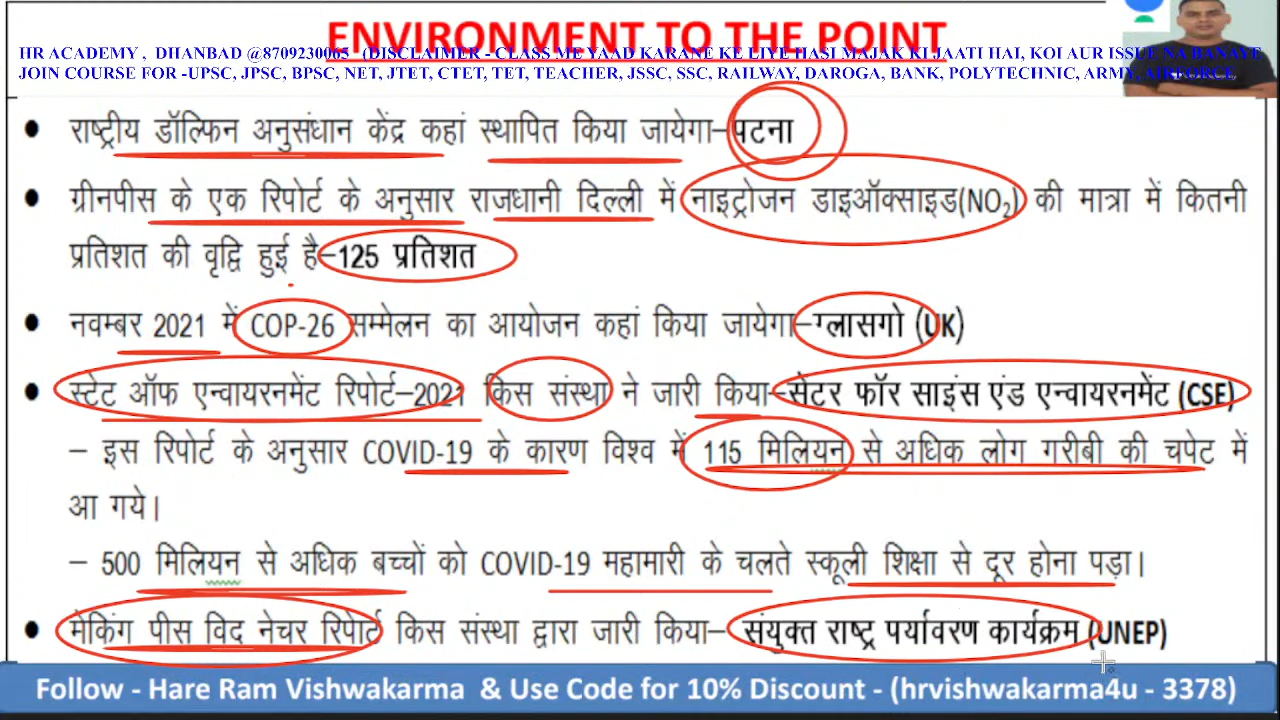 ENVIRONMENT TO THE POINT
HR ACADEMY , DHANBAD @8709230065 (DISCLAIMER - CLASS ME YAAD KARANE KE LIYE HASI MAJAK KI JAATI HAI, KOI AUR ISSUE NA BANAYE
JOIN COURSE FOR -UPSC, JPSC, BPSC, NET, JTET, CTET, TET, TEACHER, JSSC, SSC, RAILWAY, DAROGA, BANK, POLYTECHNIC, ARMY, AIRFORCE
• राष्ट्रीय डॉल्फिन अनुसंधान केंद्र कहां स्थापित किया जायेगा–पटना
• ग्रीनपीस के एक रिपोर्ट के अनुसार राजधानी दिल्ली में नाइट्रोजन डाइऑक्साइड(NO₂) की मात्रा में कितनी
प्रतिशत की वृद्वि हुई है–125 प्रतिशत
• नवम्बर 2021 में COP-26 सम्मेलन का आयोजन कहां किया जायेगा–ग्लासगो (UK)
• स्टेट ऑफ एन्वायरनमेंट रिपोर्ट–2021 किस संस्था ने जारी किया–सेटर फॉर साइंस एंड एन्वायरनमेंट (CSE)
– इस रिपोर्ट के अनुसार COVID-19 के कारण विश्व में 115 मिलियन से अधिक लोग गरीबी की चपेट में
आ गये।
– 500 मिलियन से अधिक बच्चों को COVID-19 महामारी के चलते स्कूली शिक्षा से दूर होना पड़ा।
• मेकिंग पीस विद नेचर रिपोर्ट किस संस्था द्वारा जारी किया– संयुक्त राष्ट्र पर्यावरण कार्यक्रम (UNEP)
Follow - Hare Ram Vishwakarma & Use Code for 10% Discount - (hrvishwakarma4u - 3378)